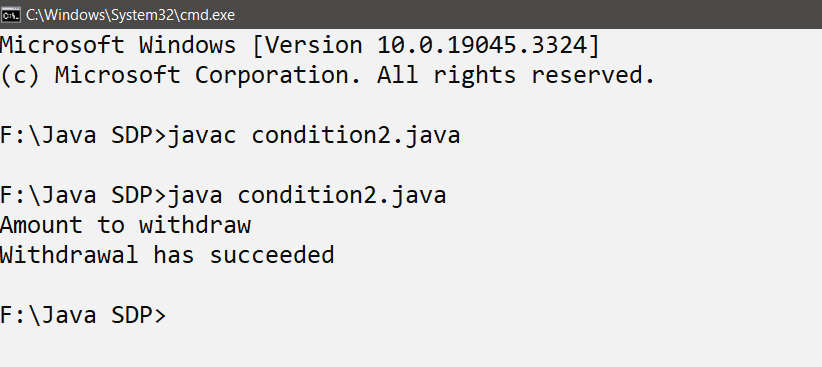 C:\Windows\System32\cmd.exe
Microsoft Windows [Version 10.0.19045.3324]
(c) Microsoft Corporation. All rights reserved.
F:\Java SDP>javac condition2.java
F:\Java SDP>java condition2.java
Amount to withdraw
Withdrawal has succeeded
F:\Java SDP>